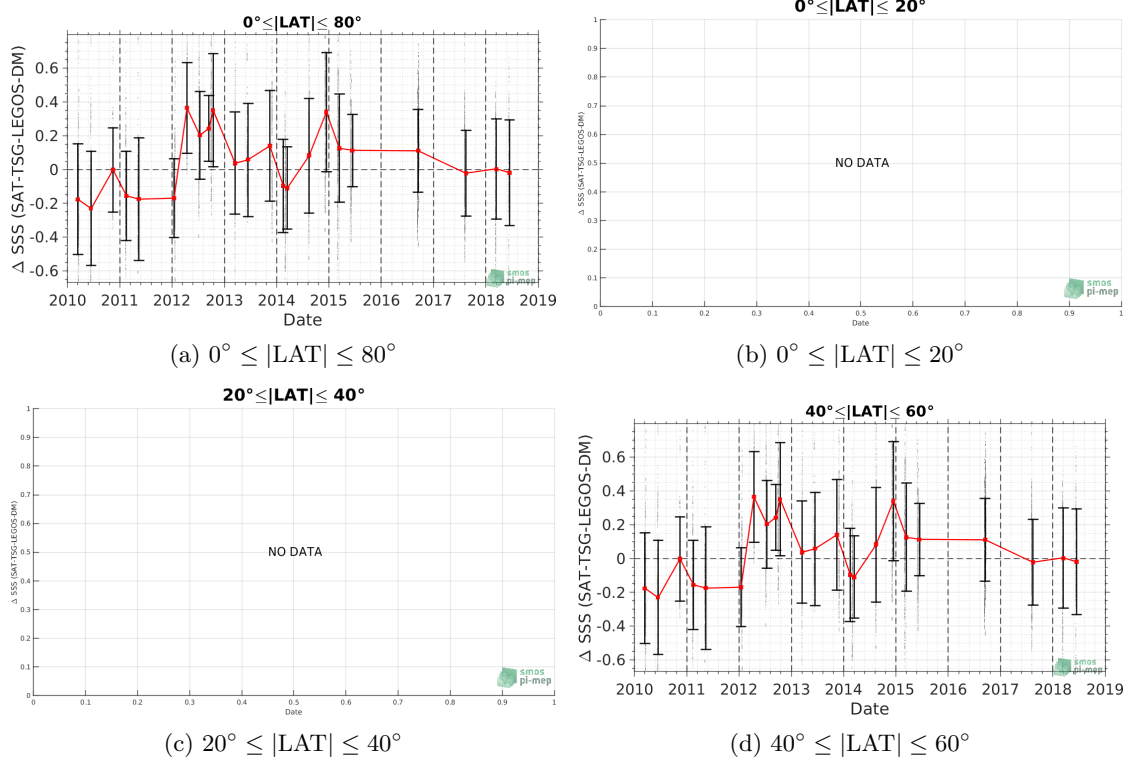 0°≤|LAT|≤ 80°
Δ SSS (SAT-TSG-LEGOS-DM)
0.6
0.4
0.2
0
-0.2
-0.4
-0.6
2010 2011 2012 2013 2014 2015 2016 2017 2018 2019
Date
smos
pi-mep
(a) 0° ≤ |LAT| ≤ 80°
0°≤|LAT|≤ 20°
Δ SSS (SAT-TSG-LEGOS-DM)
1
0.9
0.8
0.7
0.6
0.5
0.4
0.3
0.2
0.1
0
NO DATA
0 0.1 0.2 0.3 0.4 0.5 0.6 0.7 0.8 0.9 1
Date
smos
pi-mep
(b) 0° ≤ |LAT| ≤ 20°
20°≤|LAT|≤ 40°
Δ SSS (SAT-TSG-LEGOS-DM)
1
0.9
0.8
0.7
0.6
0.5
0.4
0.3
0.2
0.1
0
NO DATA
0 0.1 0.2 0.3 0.4 0.5 0.6 0.7 0.8 0.9 1
Date
smos
pi-mep
(c) 20° ≤ |LAT| ≤ 40°
40°≤|LAT|≤ 60°
Δ SSS (SAT-TSG-LEGOS-DM)
0.6
0.4
0.2
0
-0.2
-0.4
-0.6
2010 2011 2012 2013 2014 2015 2016 2017 2018 2019
Date
smos
pi-mep
(d) 40° ≤ |LAT| ≤ 60°